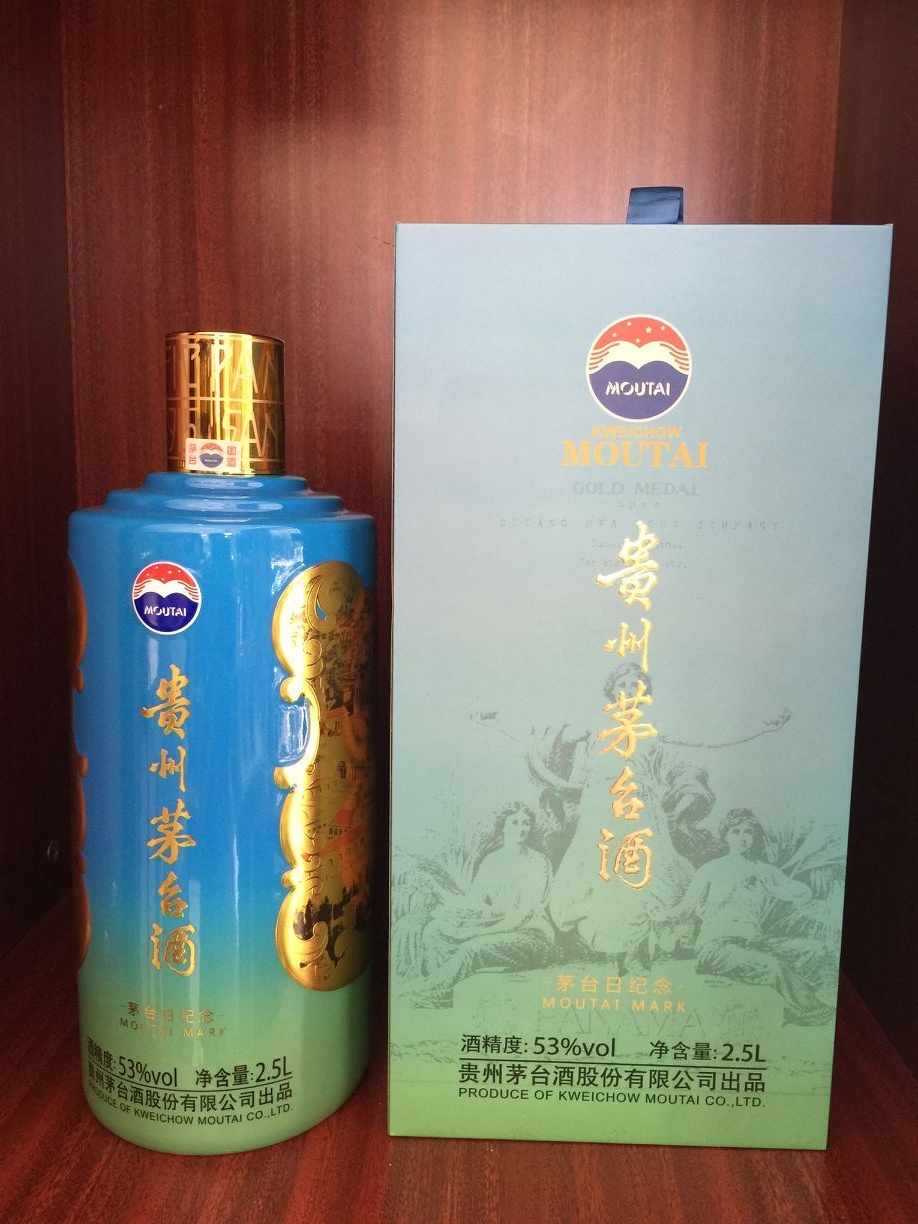 茅台
国酒
MOUTAI
贵州茅台酒
-茅台日纪念-
MOUTAI MARK
酒精度:53%vol 净含量:2.5L
贵州茅台酒股份有限公司出品
PRODUCE OF KWEICHOW MOUTAI CO.,LTD.
MOUTAI
KWEICHOW
MOUTAI
GOLD MEDAL
贵州茅台酒
-茅台日纪念-
MOUTAI MARK
酒精度:53%vol 净含量:2.5L
贵州茅台酒股份有限公司出品
PRODUCE OF KWEICHOW MOUTAI CO.,LTD.